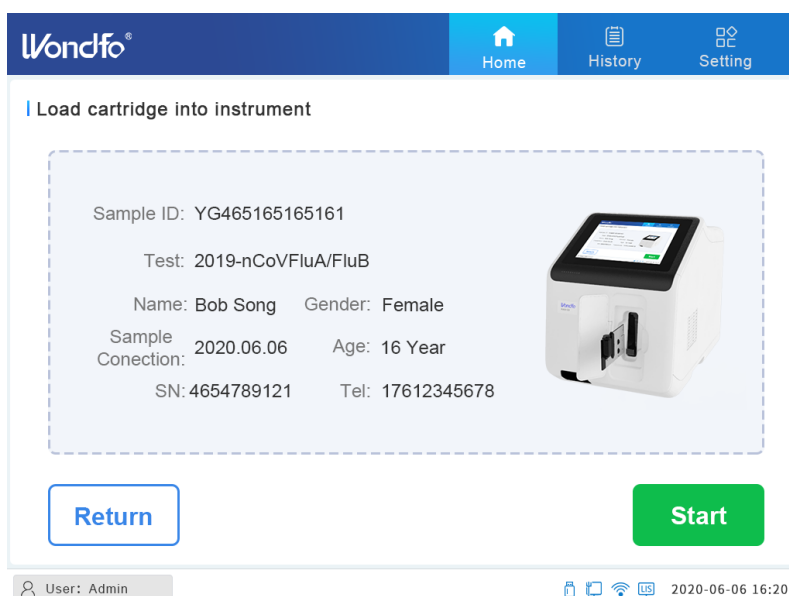 Wondfo®
Home
History
Setting
Load cartridge into instrument
Sample ID: YG465165165161
Test: 2019-nCoVFluA/FluB
Name: Bob Song Gender: Female
Sample
Conection: 2020.06.06 Age: 16 Year
SN: 4654789121 Tel: 17612345678
Wondfo
Return
Start
User: Admin
LIS 2020-06-06 16:20